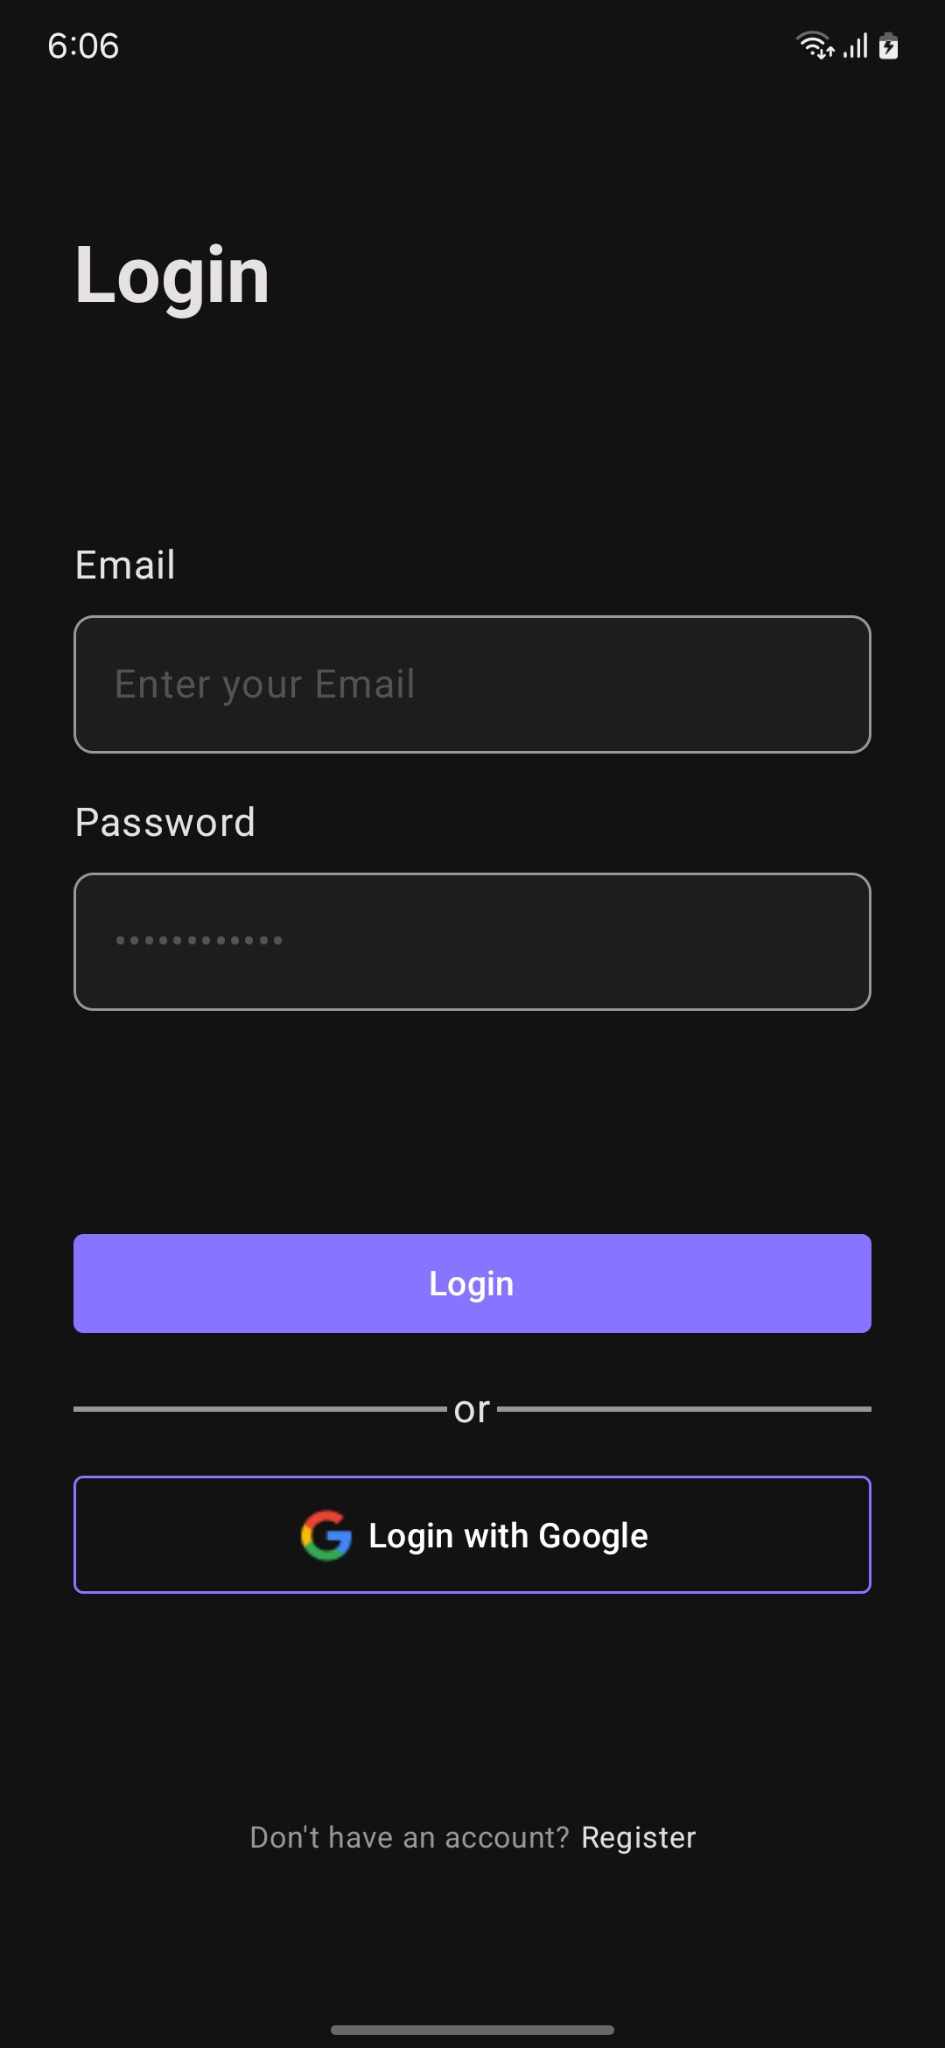 6:06
Login
Email
Enter your Email
Password
••••••••••••
Login
or
Login with Google
Don't have an account? Register